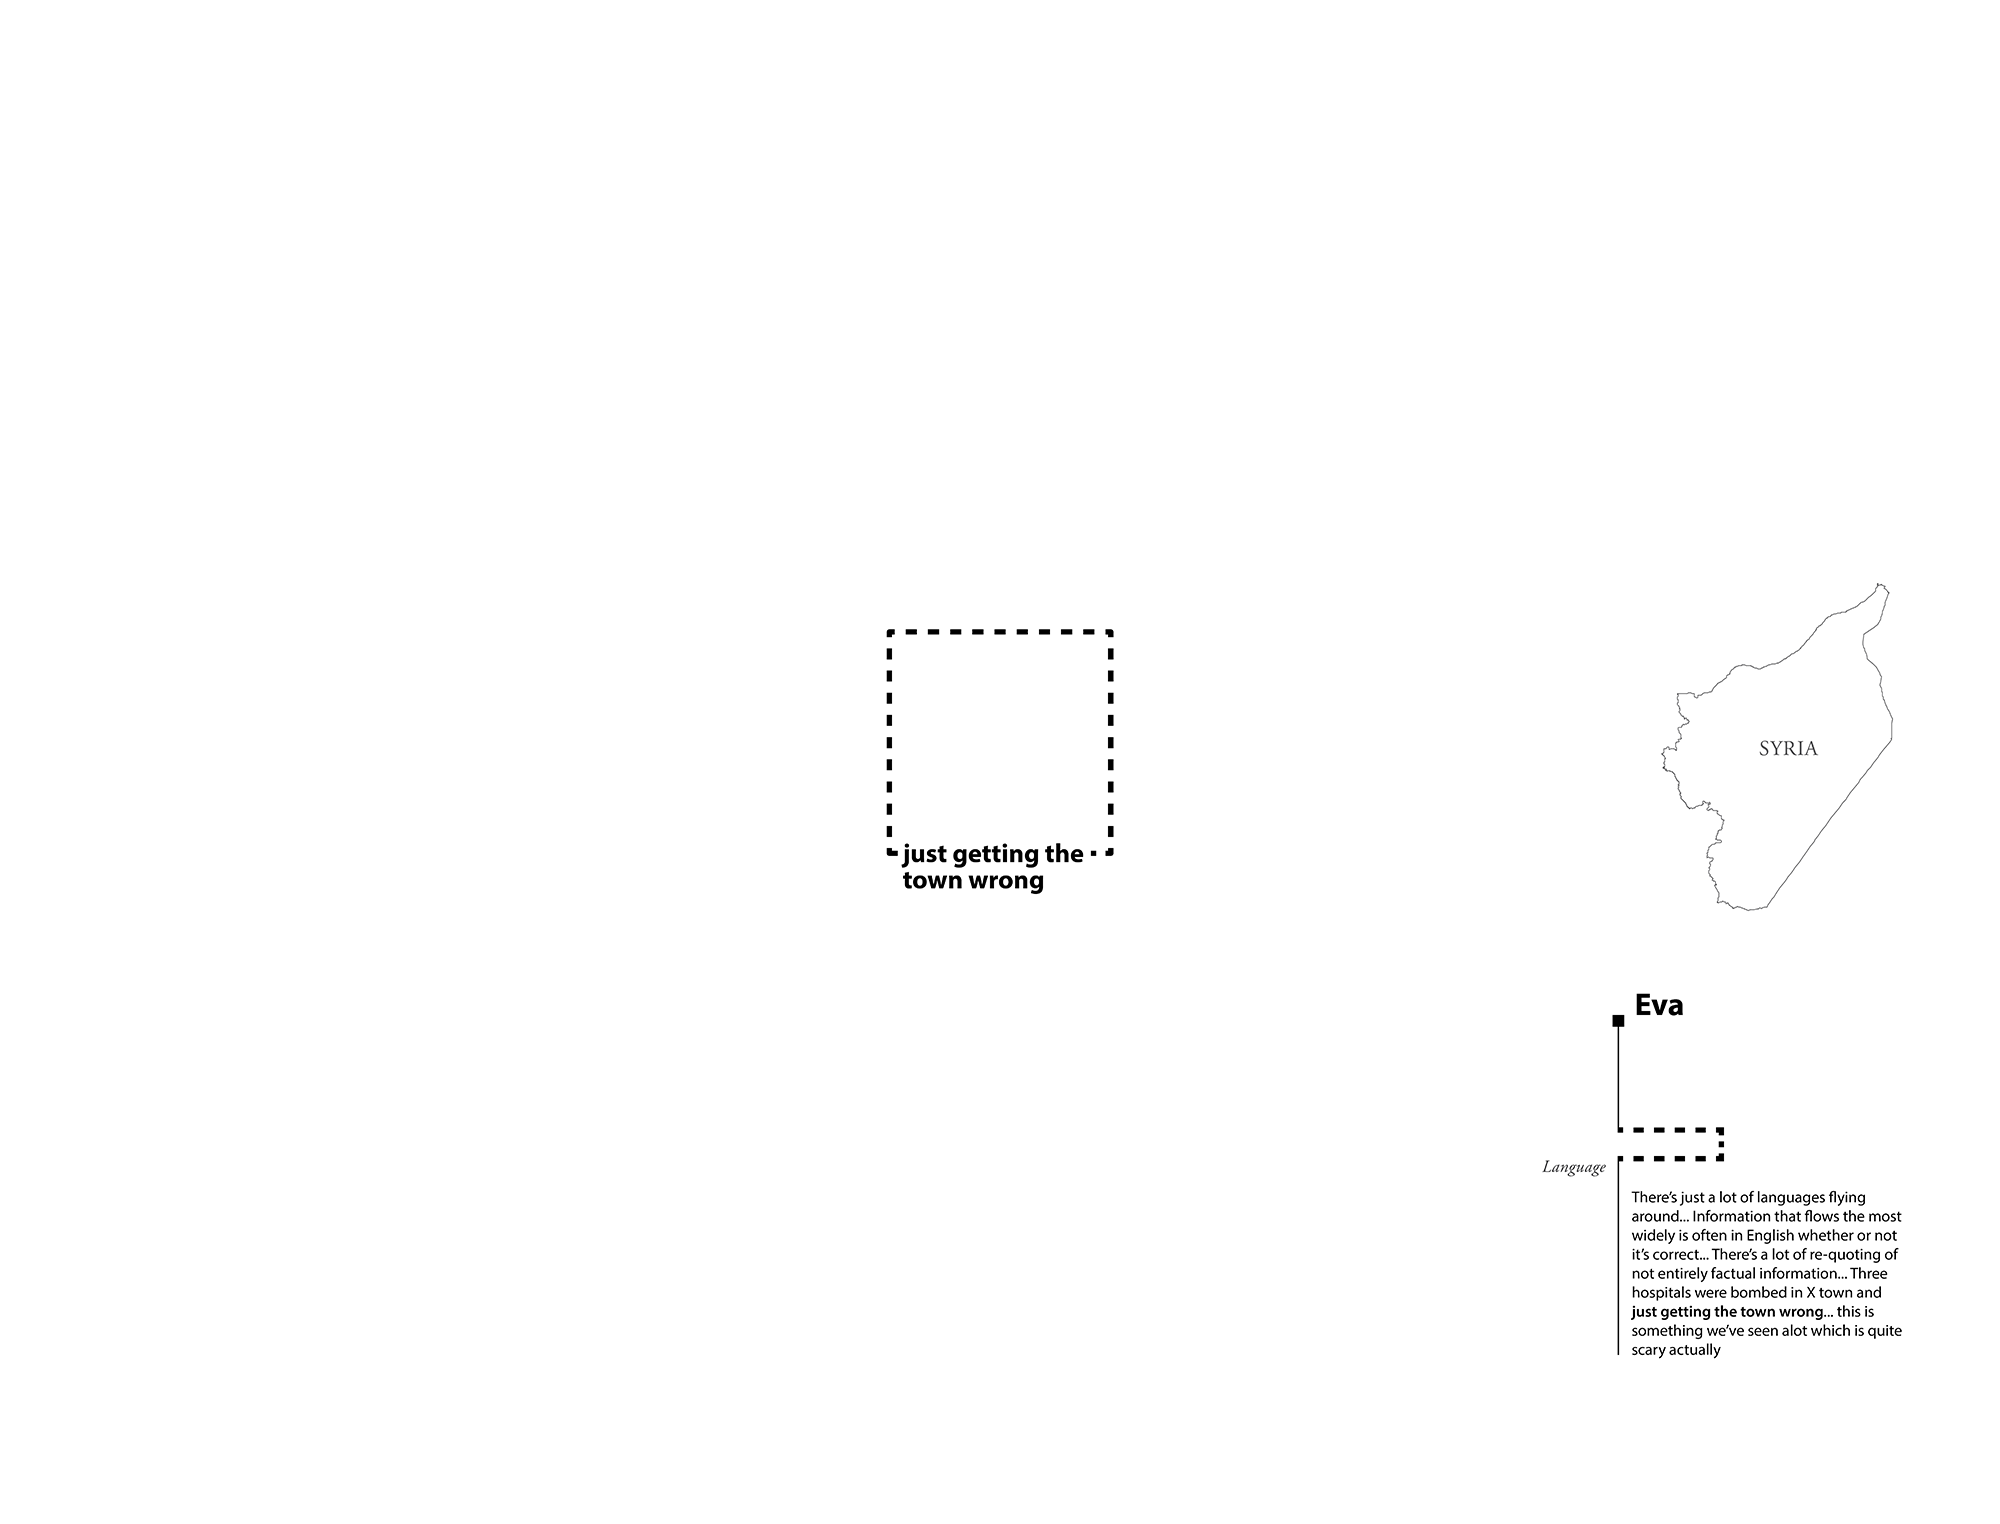 just getting the
town wrong
SYRIA
Eva
Language
There's just a lot of languages flying
around... Information that flows the most
widely is often in English whether or not
it's correct... There's a lot of re-quoting of
not entirely factual information... Three
hospitals were bombed in X town and
just getting the town wrong... this is
something we've seen alot which is quite
scary actually